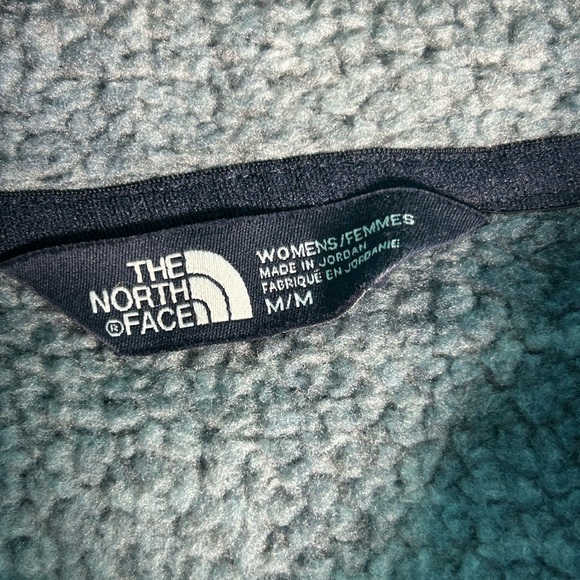 THE
NORTH
® FACE
WOMENS/FEMMES
MADE IN JORDAN
FABRIQUÉ EN JORDANIE
M/M